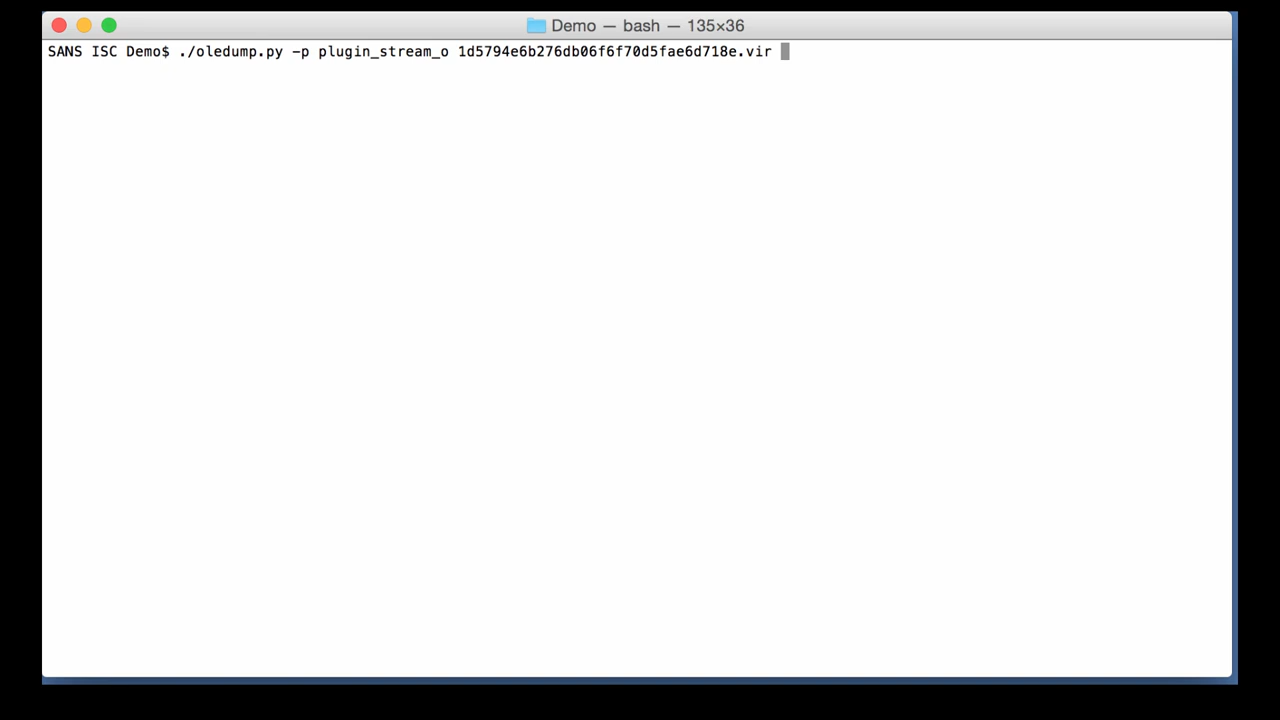 Demo — bash — 135×36
SANS ISC Demo$ ./oledump.py -p plugin_stream_o 1d5794e6b276db06f6f70d5fae6d718e.vir